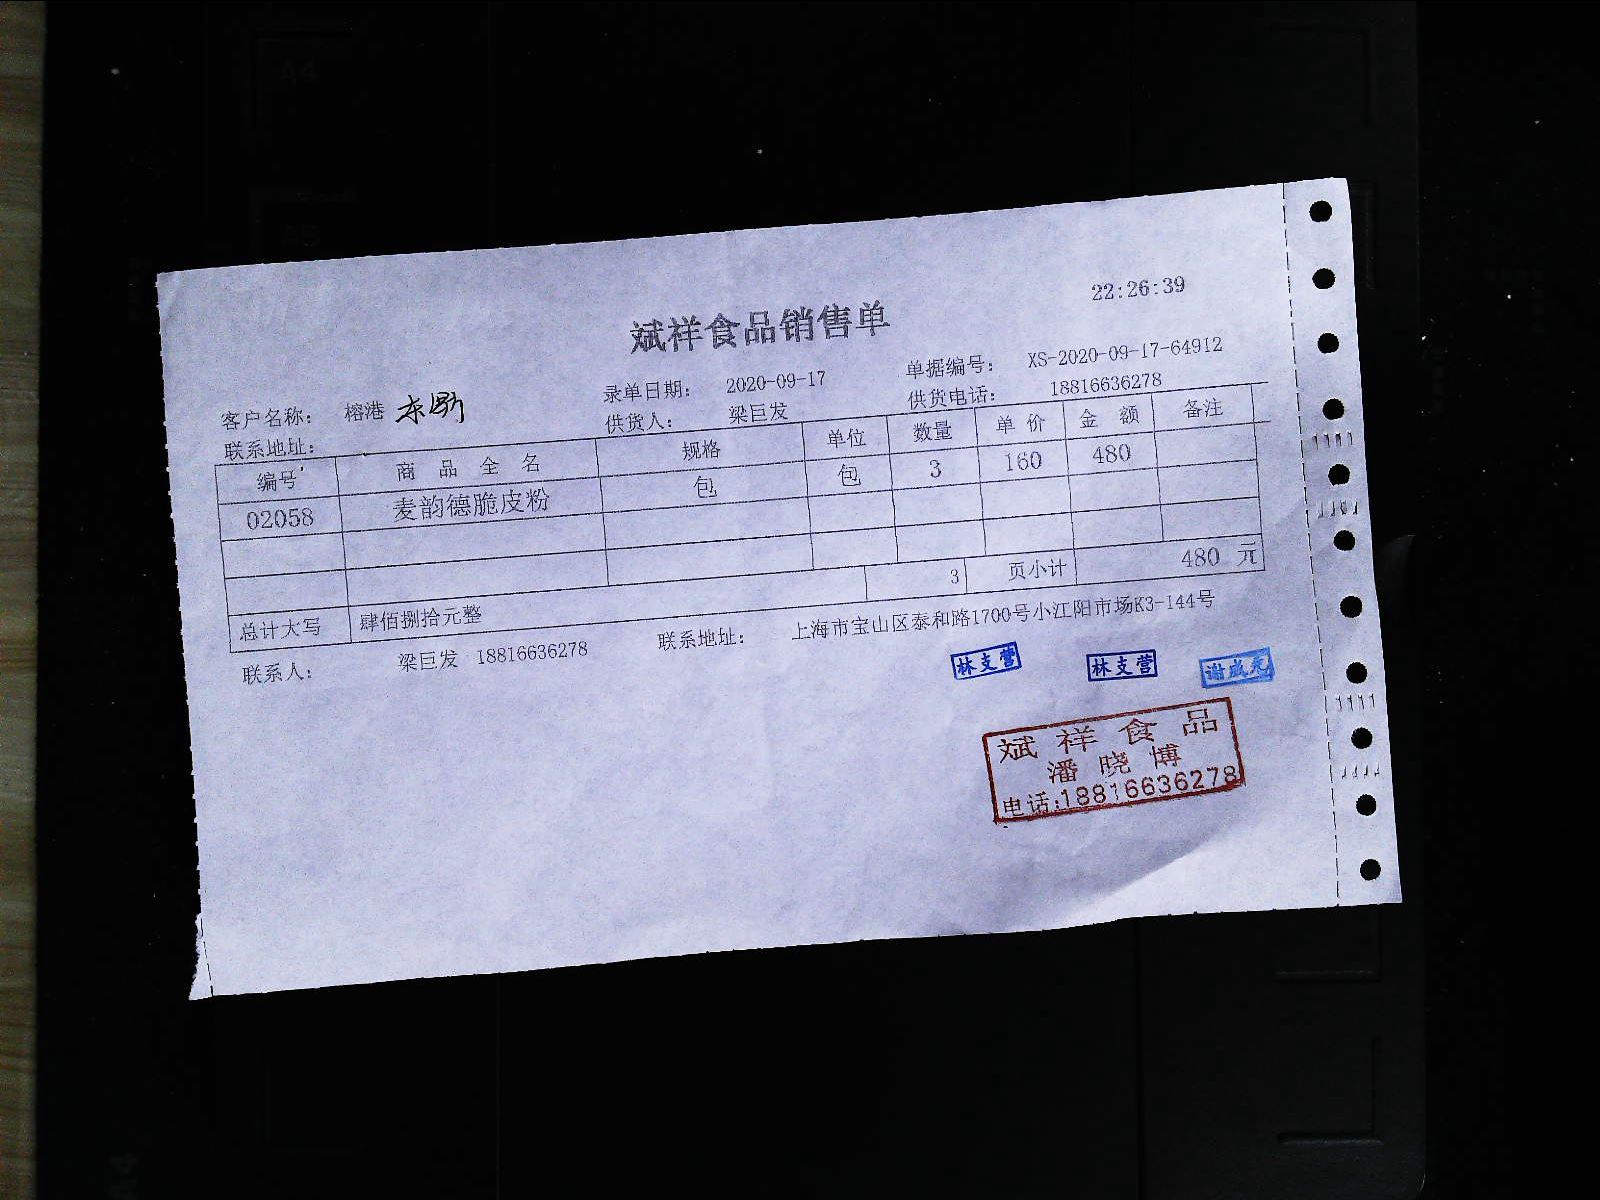 22:26:39
斌祥食品销售单
客户名称： 榕港 录单日期： 2020-09-17 单据编号： XS-2020-09-17-64912
联系地址： 供货人： 梁巨发 供货电话： 18816636278
编号 商品全名 规格 单位 数量 单价 金额 备注
02058 麦韵德脆皮粉 包 包 3 160 480
3 页小计 480 元
总计大写 肆佰捌拾元整
联系人： 梁巨发 18816636278 联系地址： 上海市宝山区泰和路1700号小江阳市场K3-144号
林支营 林支营
斌祥食品
潘晓博
电话:18816636278